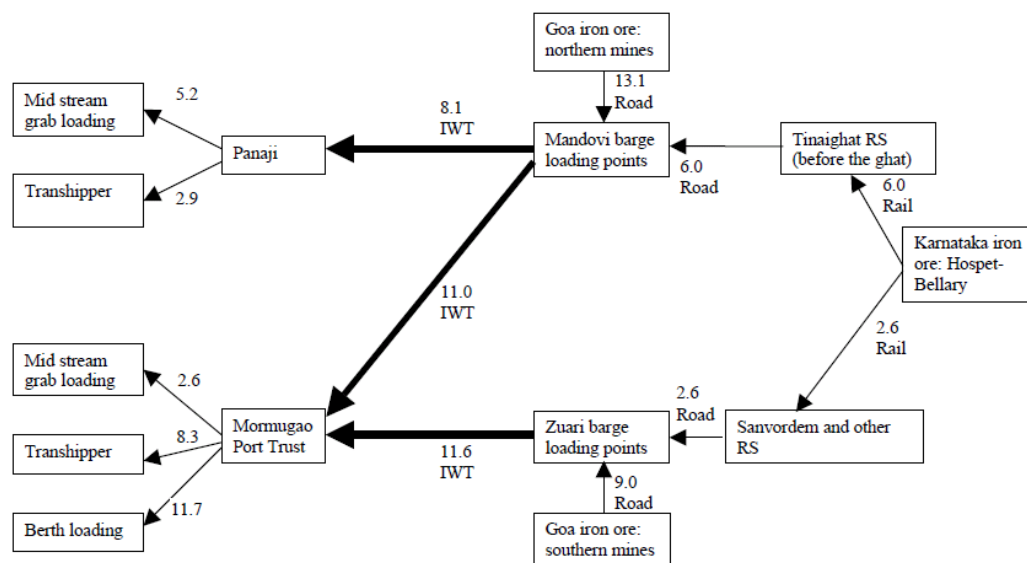 Goa iron ore:
northern mines
13.1
Road
Mid stream
grab loading
5.2
8.1
IWT
Panaji
Mandovi barge
loading points
Tinaighat RS
(before the ghat)
6.0
Road
Transhipper
2.9
6.0
Rail
Karnataka iron
ore: Hospet-
Bellary
11.0
IWT
2.6
Rail
Mid stream
grab loading
2.6
Mormugao
Port Trust
Transhipper
8.3
11.6
IWT
Zuari barge
loading points
2.6
Road
Sanvordem and other
RS
9.0
Road
Berth loading
11.7
Goa iron ore:
southern mines